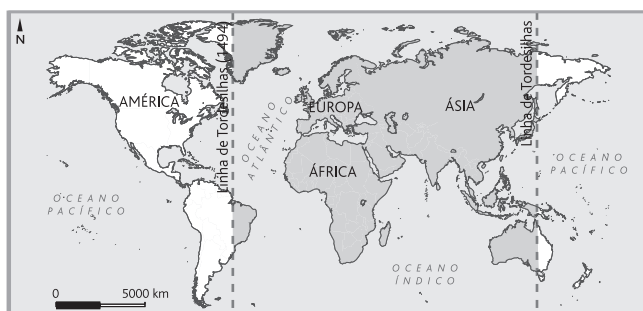 N
Linha de Tordesilhas (1494)
Linha de Tordesilhas
AMÉRICA
EUROPA
ÁSIA
OCEANO
ATLÂNTICO
ÁFRICA
OCEANO
PACÍFICO
OCEANO
PACÍFICO
OCEANO
ÍNDICO
0 5000 km